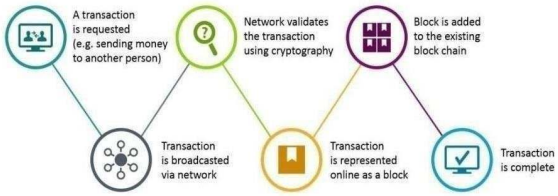 A transaction
is requested
(e.g. sending money
to another person)
Transaction
is broadcasted
via network
Network validates
the transaction
using cryptography
Transaction
is represented
online as a block
Block is added
to the existing
block chain
Transaction
is complete